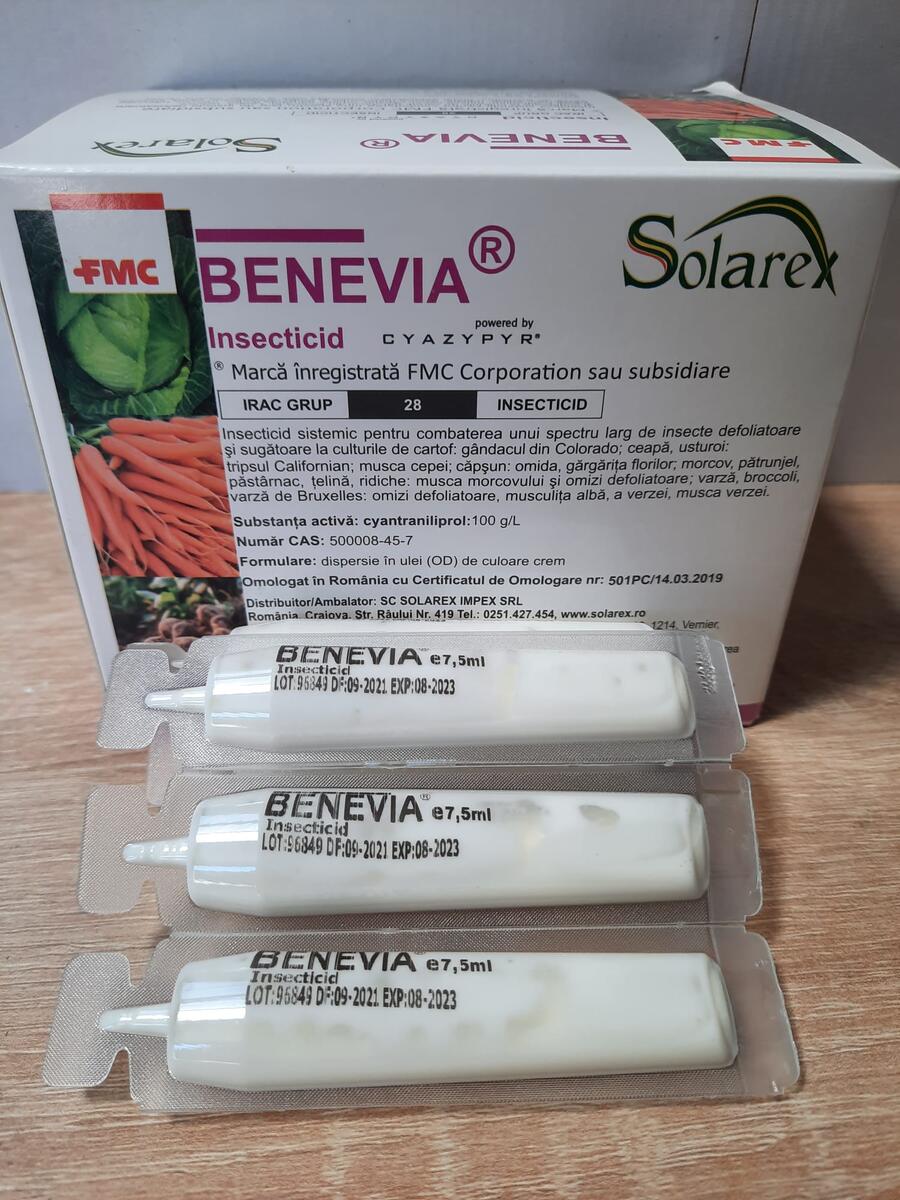 Solarex
BENEVIA®
Insecticid
FMC
FMC
BENEVIA®
Solarex
Insecticid
powered by
CYAZYPYR®
® Marcă înregistrată FMC Corporation sau subsidiare
IRAC GRUP 28 INSECTICID
Insecticid sistemic pentru combaterea unui spectru larg de insecte defoliatoare
și sugătoare la culturile de cartof: gândacul din Colorado; ceapă, usturoi:
tripsul Californian; musca cepei; căpșun: omida, gărgărița florilor; morcov, pătrunjel,
păstârnac, țelină, ridiche: musca morcovului și omizi defoliatoare; varză, broccoli,
varză de Bruxelles: omizi defoliatoare, musculița albă, a verzei, musca verzei.
Substanța activă: cyantraniliprol:100 g/L
Număr CAS: 500008-45-7
Formulare: dispersie în ulei (OD) de culoare crem
Omologat în România cu Certificatul de Omologare nr: 501PC/14.03.2019
Distribuitor/Ambalator: SC SOLAREX IMPEX SRL
România, Craiova, Str. Râului Nr. 419 Tel.: 0251.427.454, www.solarex.ro
1214, Vernier,
BENEVIA® e7,5ml
Insecticid
LOT:96849 DF:09-2021 EXP:08-2023
BENEVIA® e7,5ml
Insecticid
LOT:96849 DF:09-2021 EXP:08-2023
BENEVIA® e7,5ml
Insecticid
LOT:96849 DF:09-2021 EXP:08-2023